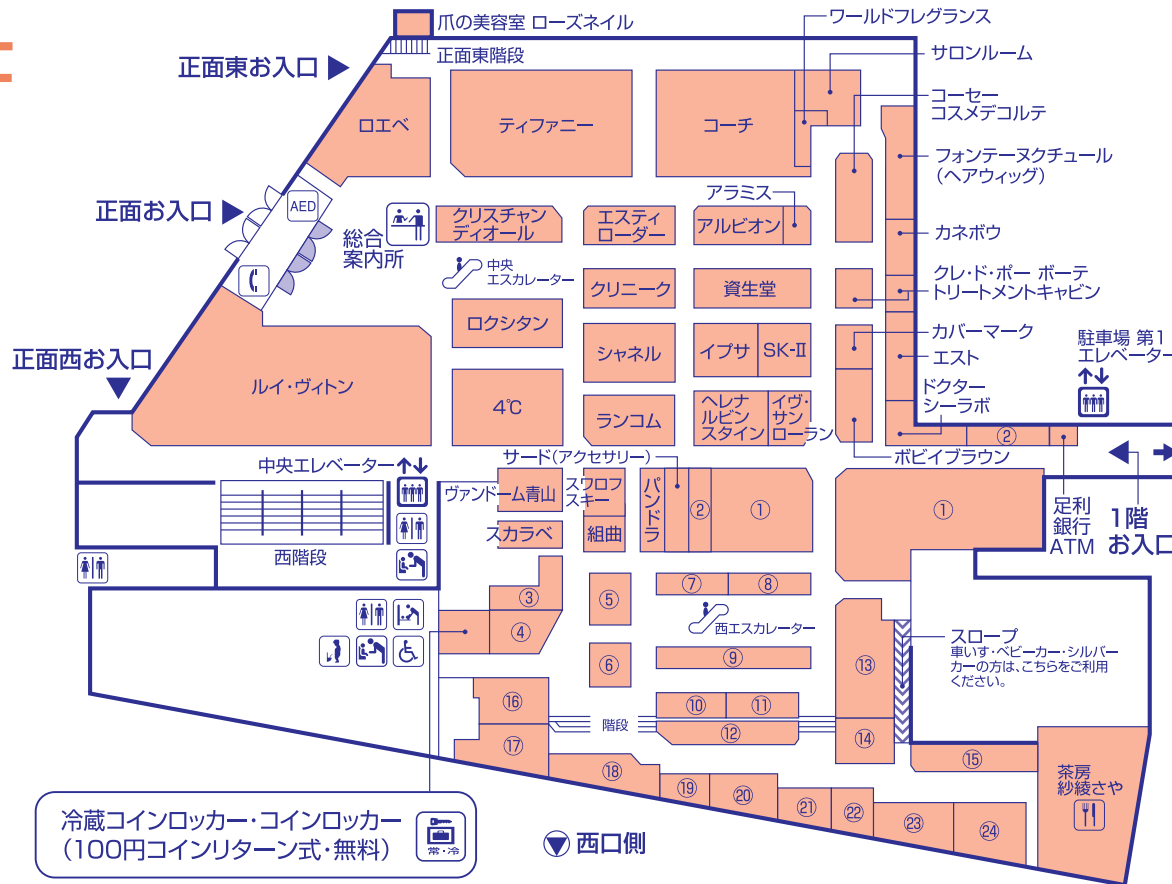 爪の美容室 ローズネイル
ワールドフレグランス
正面東お入口
正面東階段
サロンルーム
コーセー
コスメデコルテ
ロエベ
ティファニー
コーチ
フォンテーヌクチュール
(ヘアウィッグ)
正面お入口
AED
総合
案内所
クリスチャン
ディオール
エスティ
ローダー
アラミス
アルビオン
カネボウ
中央
エスカレーター
クリニーク
資生堂
クレ・ド・ポー ボーテ
トリートメントキャビン
ロクシタン
シャネル
イプサ
SK-Ⅱ
カバーマーク
エスト
駐車場 第1
エレベーター
正面西お入口
ルイ・ヴィトン
4℃
ランコム
ヘレナ
ルビン
スタイン
イヴ・
サン
ローラン
ドクター
シーラボ
②
ボビイブラウン
中央エレベーター
サード(アクセサリー)
ヴァンドーム青山
スワロフ
スキー
パンドラ
②
①
①
足利
銀行
ATM
1階
お入口
スカラベ
組曲
西階段
③
④
⑤
⑥
⑦
⑧
西エスカレーター
⑨
⑩
⑪
⑫
⑬
⑭
スロープ
車いす・ベビーカー・シルバー
カーの方は、こちらをご利用
ください。
⑯
⑰
階段
⑮
⑱
⑲
⑳
㉑
㉒
㉓
㉔
茶房
紗綾さや
冷蔵コインロッカー・コインロッカー
(100円コインリターン式・無料)
常・冷
西口側